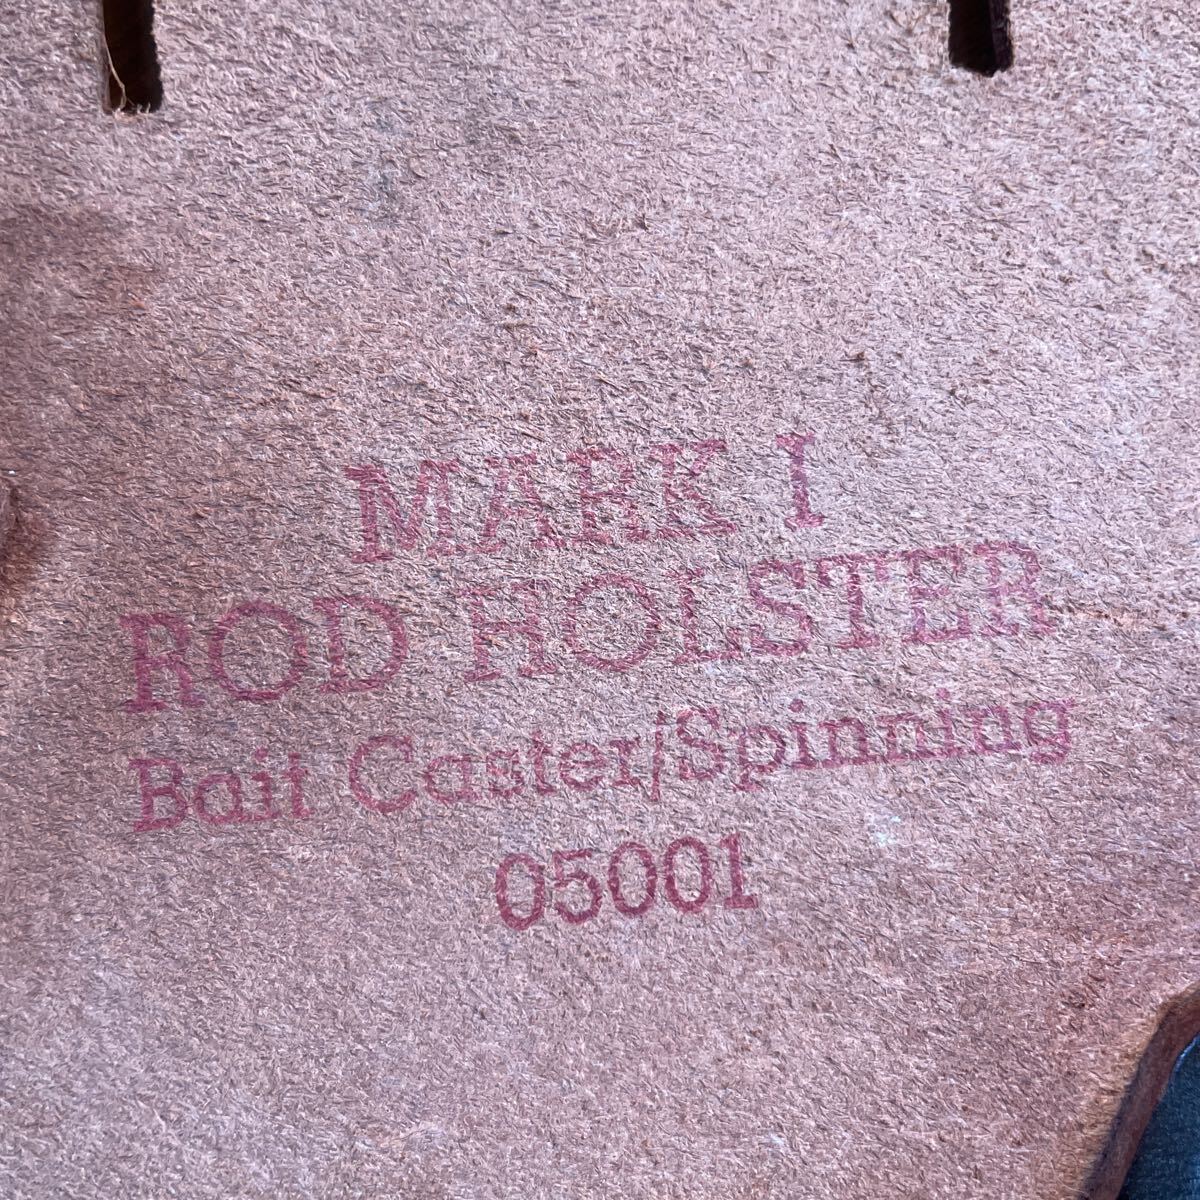 MARK I
ROD HOLSTER
Bait Caster/Spinning
05001